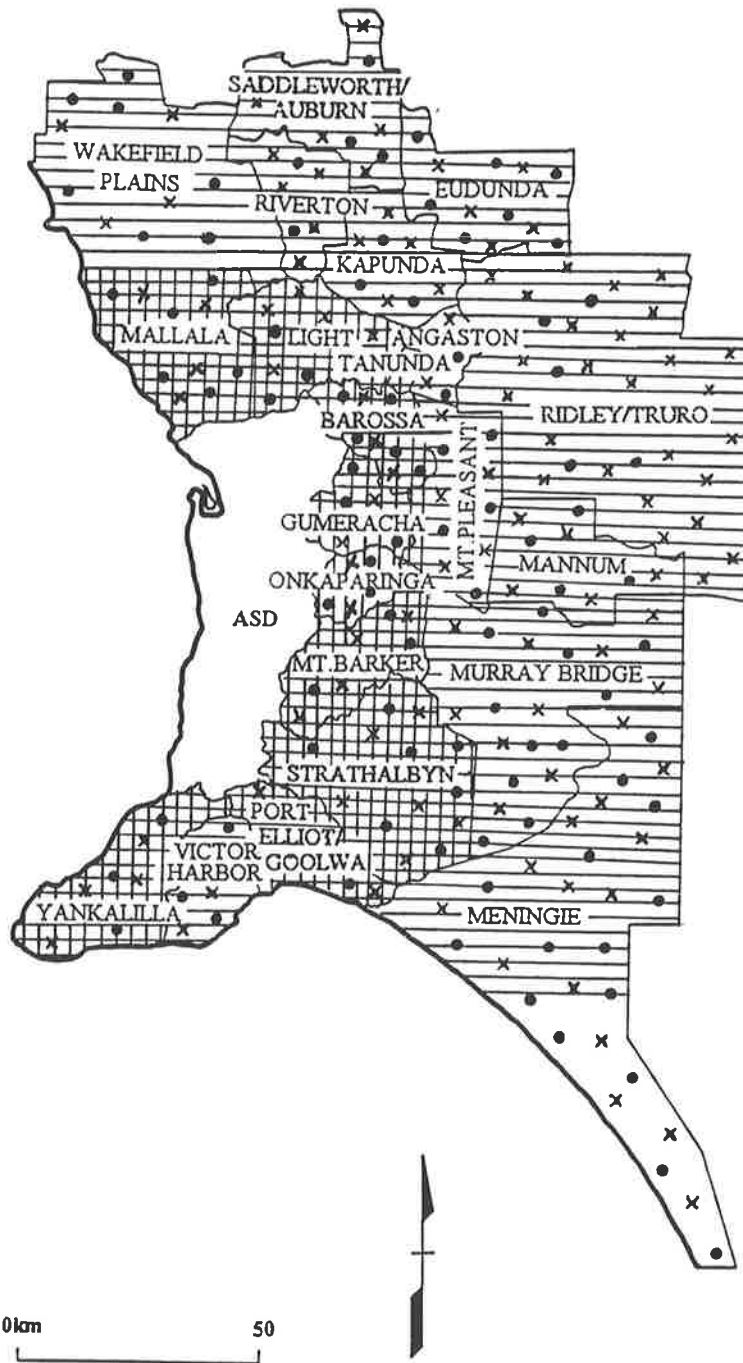 SADDLEWORTH/
AUBURN
WAKEFIELD
PLAINS
EUDUNDA
RIVERTON
KAPUNDA
MALLALA
LIGHT
ANGASTON
TANUNDA
RIDLEY/TRURO
BAROSSA
MT.PLEASANT
GUMERACHA
MANNUM
ONKAPARINGA
ASD
MT.BARKER
MURRAY BRIDGE
STRATHALBYN
PORT
ELLIOT/
GOOLWA
VICTOR
HARBOR
YANKALILLA
MENINGIE
0km
50